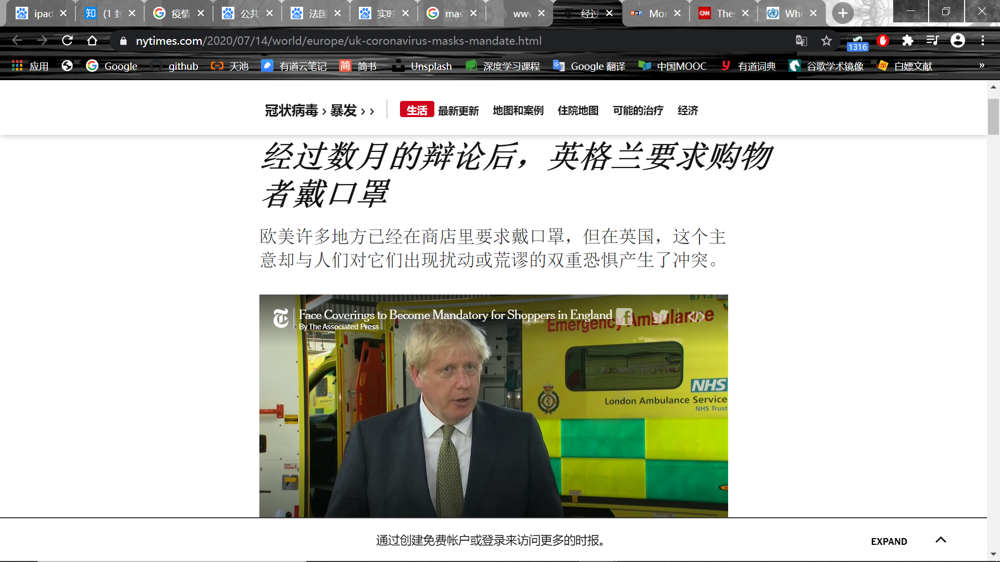 ipad
(1 封
疫情
公共
法国
实时
mas
www
经过
Mor
The
Whe
nytimes.com/2020/07/14/world/europe/uk-coronavirus-masks-mandate.html
1316
应用
Google
github
天池
有道云笔记
简书
Unsplash
深度学习课程
Google 翻译
中国MOOC
有道词典
谷歌学术镜像
白嫖文献
»
冠状病毒 › 暴发 › ›
生活
最新更新
地图和案例
住院地图
可能的治疗
经济
经过数月的辩论后，英格兰要求购物
者戴口罩
欧美许多地方已经在商店里要求戴口罩，但在英国，这个主
意却与人们对它们出现扰动或荒谬的双重恐惧产生了冲突。
8713
Face Coverings to Become Mandatory for Shoppers in England
By The Associated Press
Emergency Ambulance
NHS
London Ambulance Service
NHS Trust
通过创建免费帐户或登录来访问更多的时报。
EXPAND